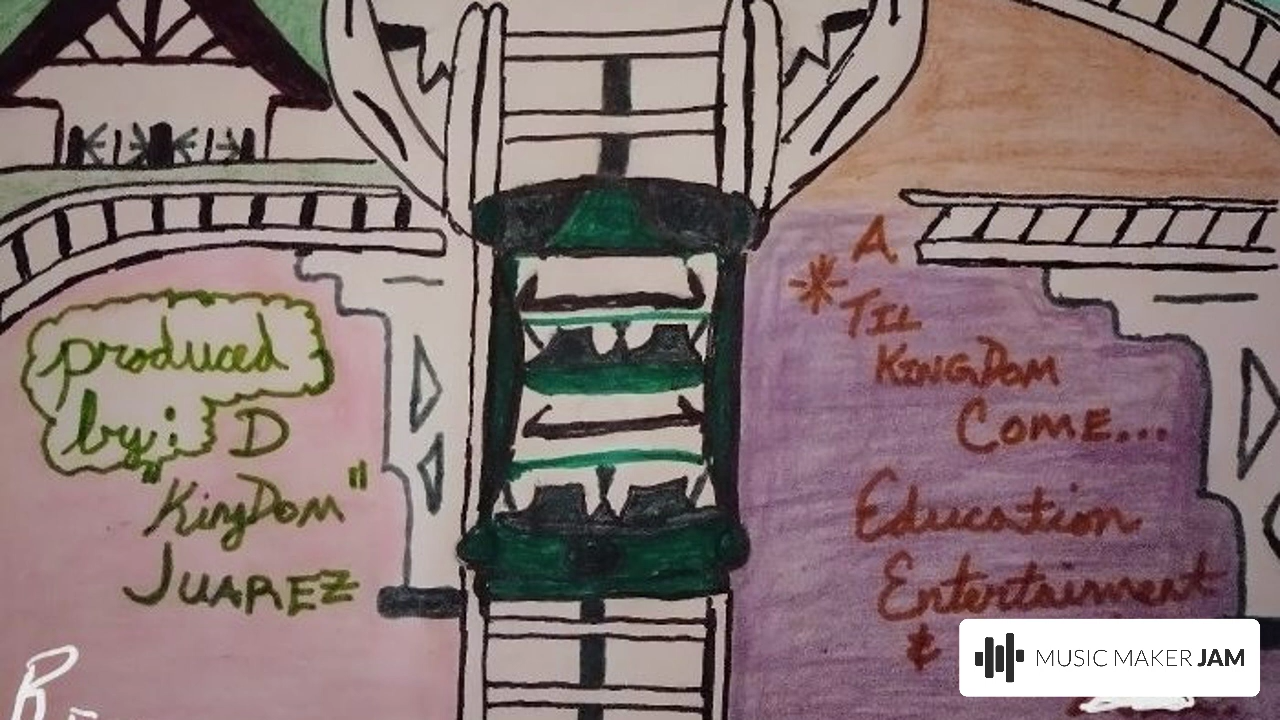 produced
by: D
"KingDom"
JUAREZ
A
*TIL
KINGDOM
COME...
Education
Entertainment
&
MUSIC MAKER JAM